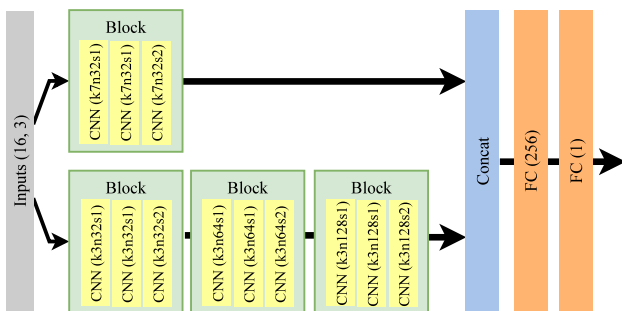 Inputs (16, 3)
Block
CNN (k7n32s1)
CNN (k7n32s1)
CNN (k7n32s2)
Block
CNN (k3n32s1)
CNN (k3n32s1)
CNN (k3n32s2)
Block
CNN (k3n64s1)
CNN (k3n64s1)
CNN (k3n64s2)
Block
CNN (k3n128s1)
CNN (k3n128s1)
CNN (k3n128s2)
Concat
FC (256)
FC (1)